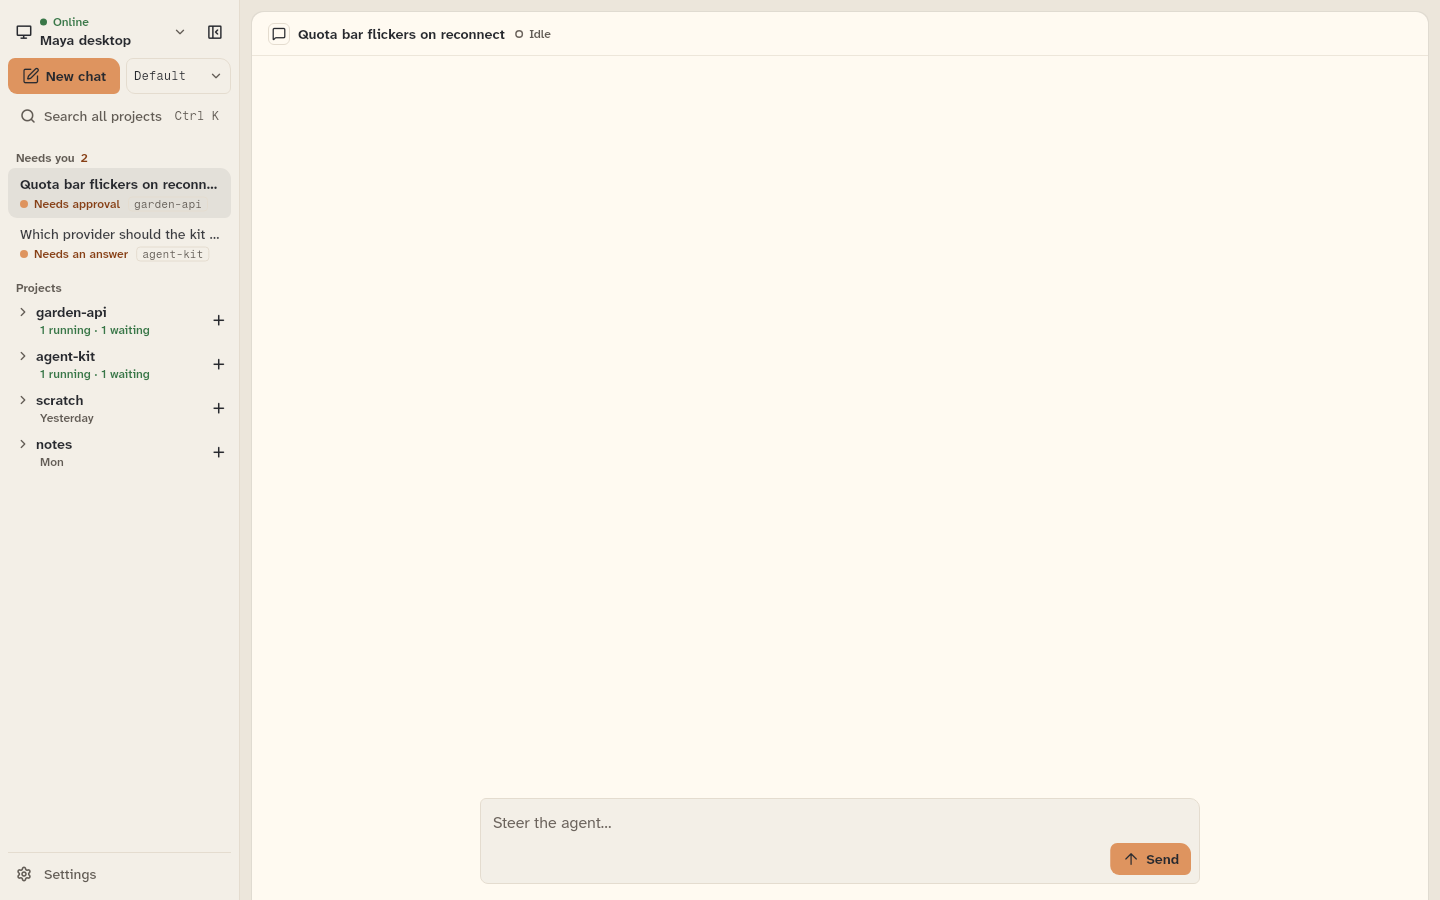 Online
Maya desktop
New chat
Default
Search all projects Ctrl K
Needs you 2
Quota bar flickers on reconn...
Needs approval garden-api
Which provider should the kit ...
Needs an answer agent-kit
Projects
garden-api
1 running · 1 waiting
agent-kit
1 running · 1 waiting
scratch
Yesterday
notes
Mon
Settings
Quota bar flickers on reconnect Idle
Steer the agent...
Send